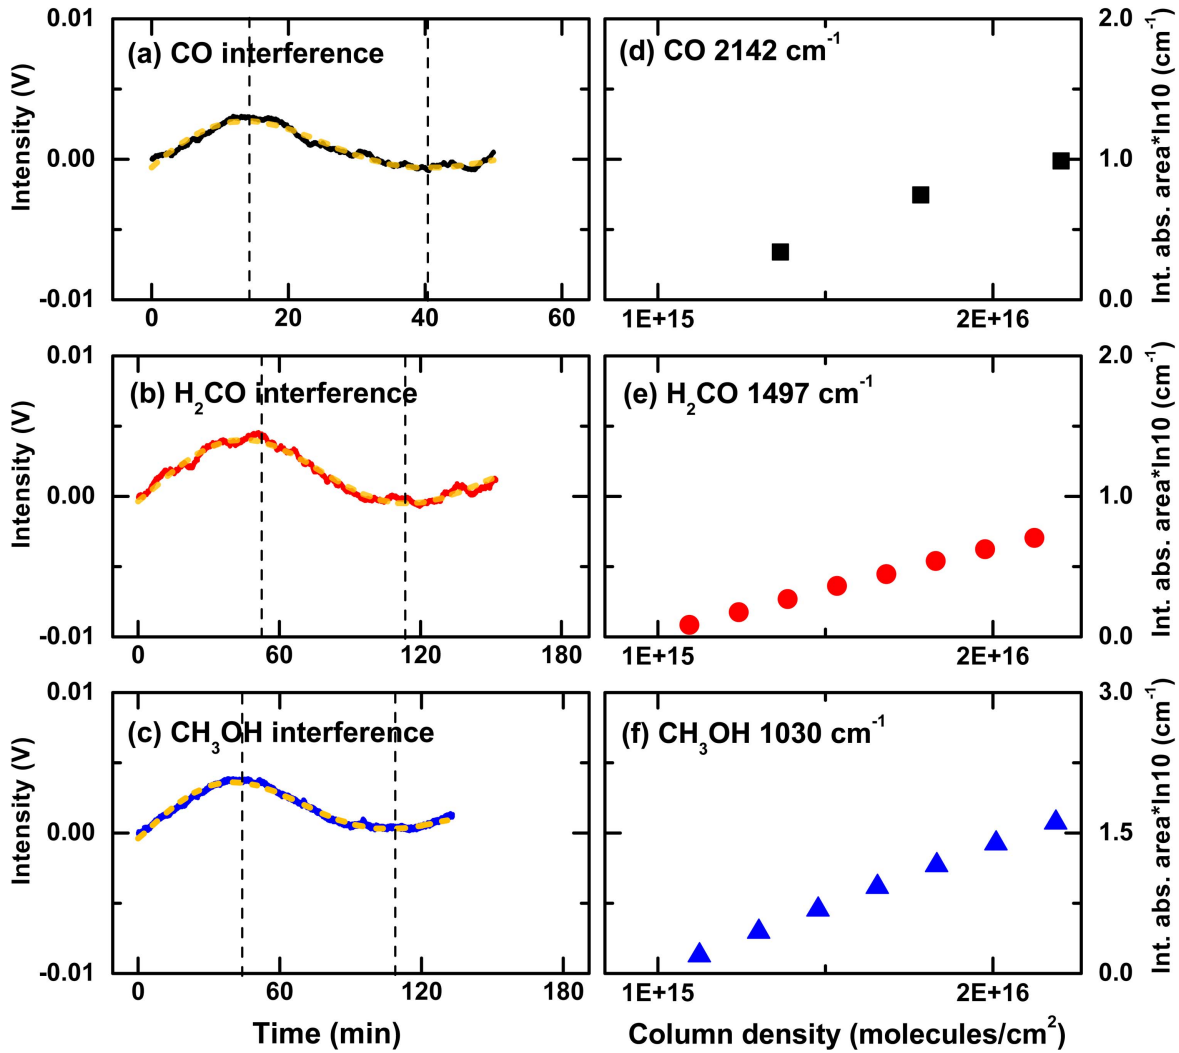 (a) CO interference
Intensity (V)
0.01
0.00
-0.01
0 20 40 60
(d) CO 2142 cm⁻¹
2.0
1.0
0.0
Int. abs. area*ln10 (cm⁻¹)
1E+15 2E+16
(b) H₂CO interference
Intensity (V)
0.01
0.00
-0.01
0 60 120 180
(e) H₂CO 1497 cm⁻¹
2.0
1.0
0.0
Int. abs. area*ln10 (cm⁻¹)
1E+15 2E+16
(c) CH₃OH interference
Intensity (V)
0.01
0.00
-0.01
0 60 120 180
Time (min)
(f) CH₃OH 1030 cm⁻¹
3.0
1.5
0.0
Int. abs. area*ln10 (cm⁻¹)
1E+15 2E+16
Column density (molecules/cm²)